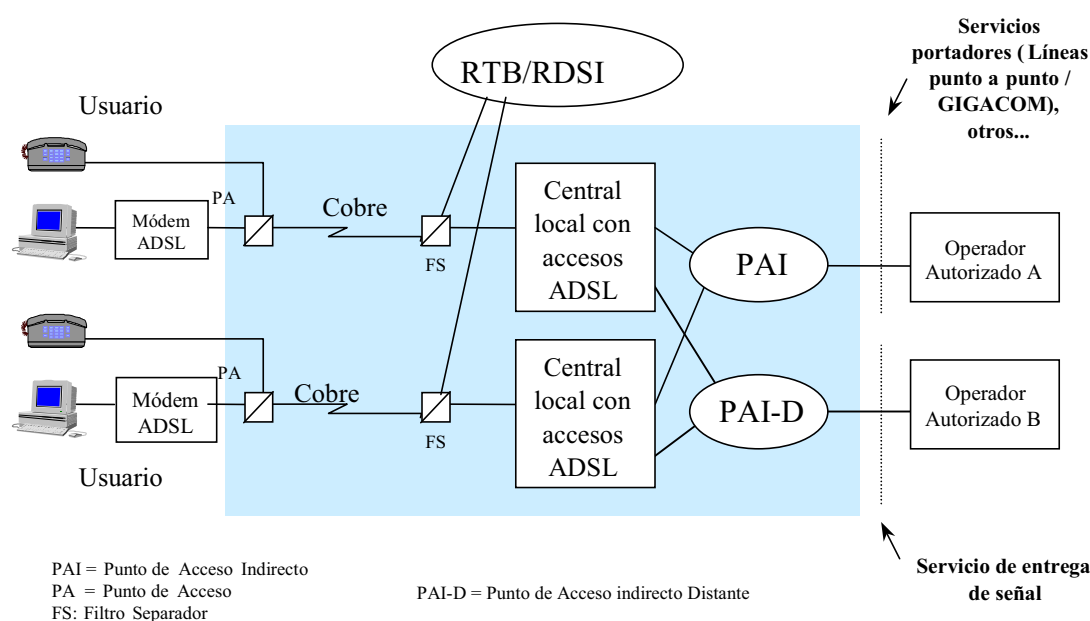 Servicios
portadores ( Líneas
punto a punto /
GIGACOM),
otros...
RTB/RDSI
Usuario
PA
Módem
ADSL
Cobre
FS
Central
local con
accesos
ADSL
PAI
Operador
Autorizado A
PA
Módem
ADSL
Cobre
FS
Central
local con
accesos
ADSL
PAI-D
Operador
Autorizado B
Usuario
Servicio de entrega
de señal
PAI = Punto de Acceso Indirecto
PA = Punto de Acceso
FS: Filtro Separador
PAI-D = Punto de Acceso indirecto Distante